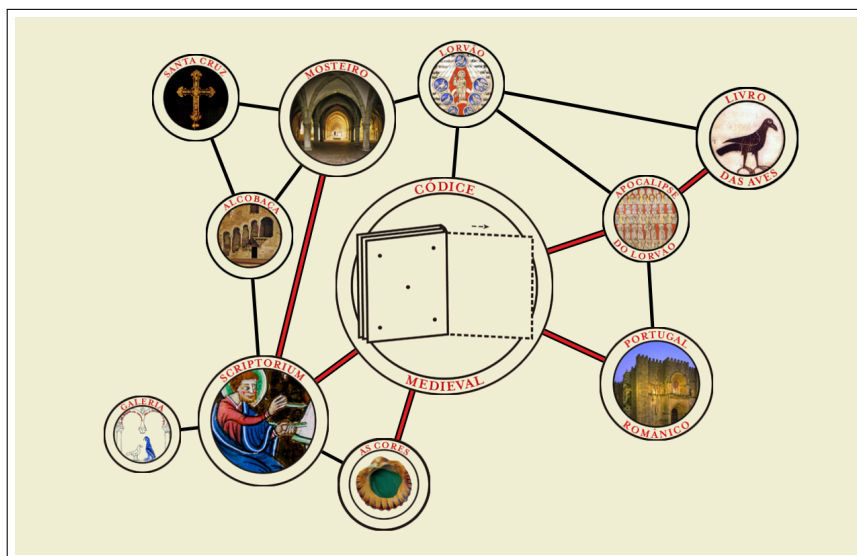 SANTA CRUZ
MOSTEIRO
LORVÃO
LIVRO
DAS AVES
ALCOBAÇA
CÓDICE
MEDIEVAL
APOCALIPSE
DO LORVÃO
SCRIPTORIUM
PORTUGAL
ROMÂNICO
GALERIA
AS CORES